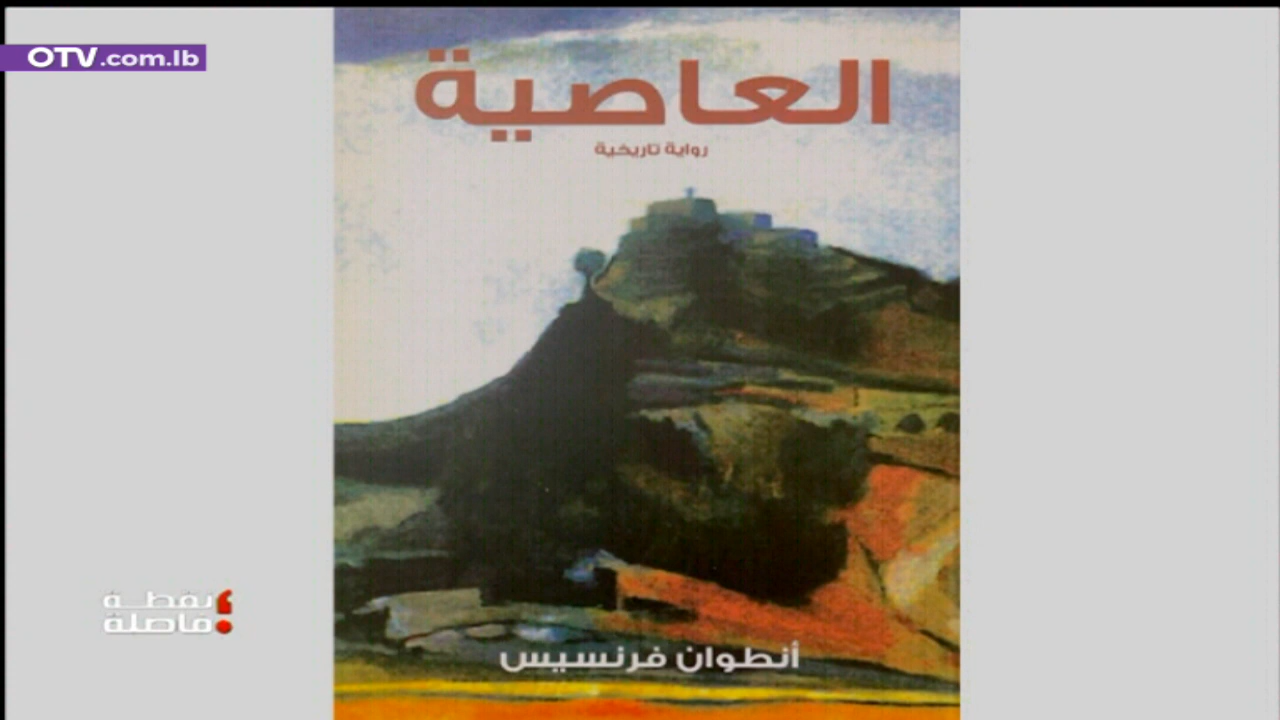 OTV.com.lb
العاصية
رواية تاريخية
نقطة
فاصلة
أنطوان فرنسيس